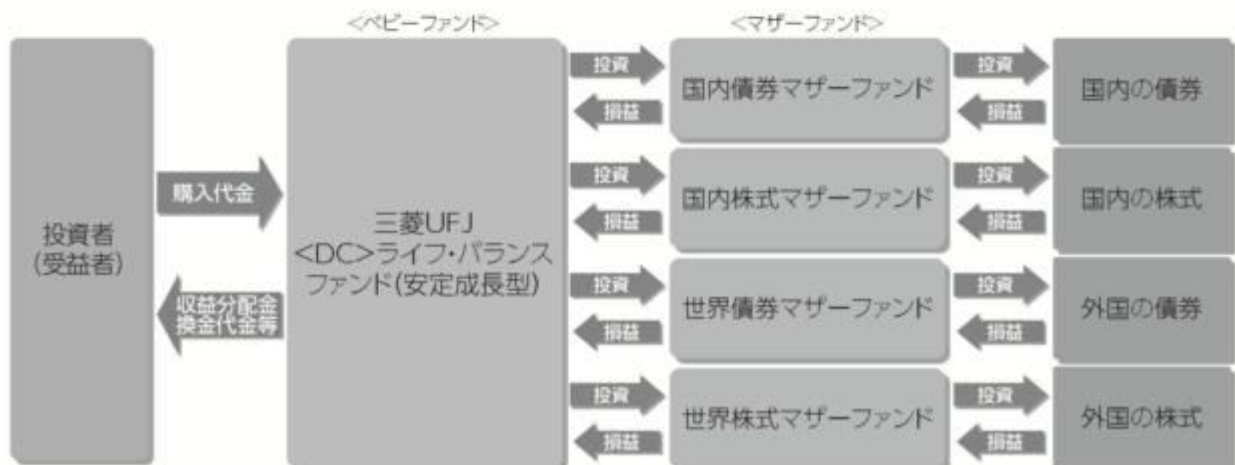 <ベビーファンド>
<マザーファンド>
投資者
(受益者)
購入代金
収益分配金
換金代金等
三菱UFJ
<DC>ライフ・バランス
ファンド(安定成長型)
投資
損益
国内債券マザーファンド
投資
損益
国内の債券
投資
損益
国内株式マザーファンド
投資
損益
国内の株式
投資
損益
世界債券マザーファンド
投資
損益
外国の債券
投資
損益
世界株式マザーファンド
投資
損益
外国の株式